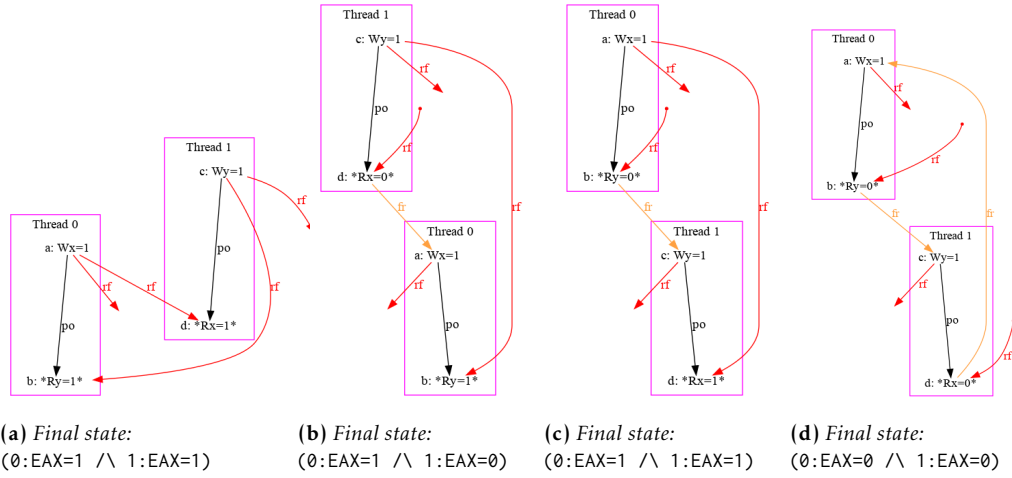 Thread 1
c: Wy=1
rf
po
rf
d: *Rx=0*
fr
rf
Thread 0
a: Wx=1
rf
po
b: *Ry=1*
Thread 0
a: Wx=1
rf
po
rf
b: *Ry=0*
fr
rf
Thread 1
c: Wy=1
rf
po
d: *Rx=1*
Thread 0
a: Wx=1
rf
po
rf
b: *Ry=0*
fr
fr
Thread 1
c: Wy=1
rf
po
rf
d: *Rx=0*
Thread 1
c: Wy=1
rf
po
d: *Rx=1*
Thread 0
a: Wx=1
rf
rf
rf
po
b: *Ry=1*
(a) Final state:
(0:EAX=1 /\ 1:EAX=1)
(b) Final state:
(0:EAX=1 /\ 1:EAX=0)
(c) Final state:
(0:EAX=1 /\ 1:EAX=1)
(d) Final state:
(0:EAX=0 /\ 1:EAX=0)